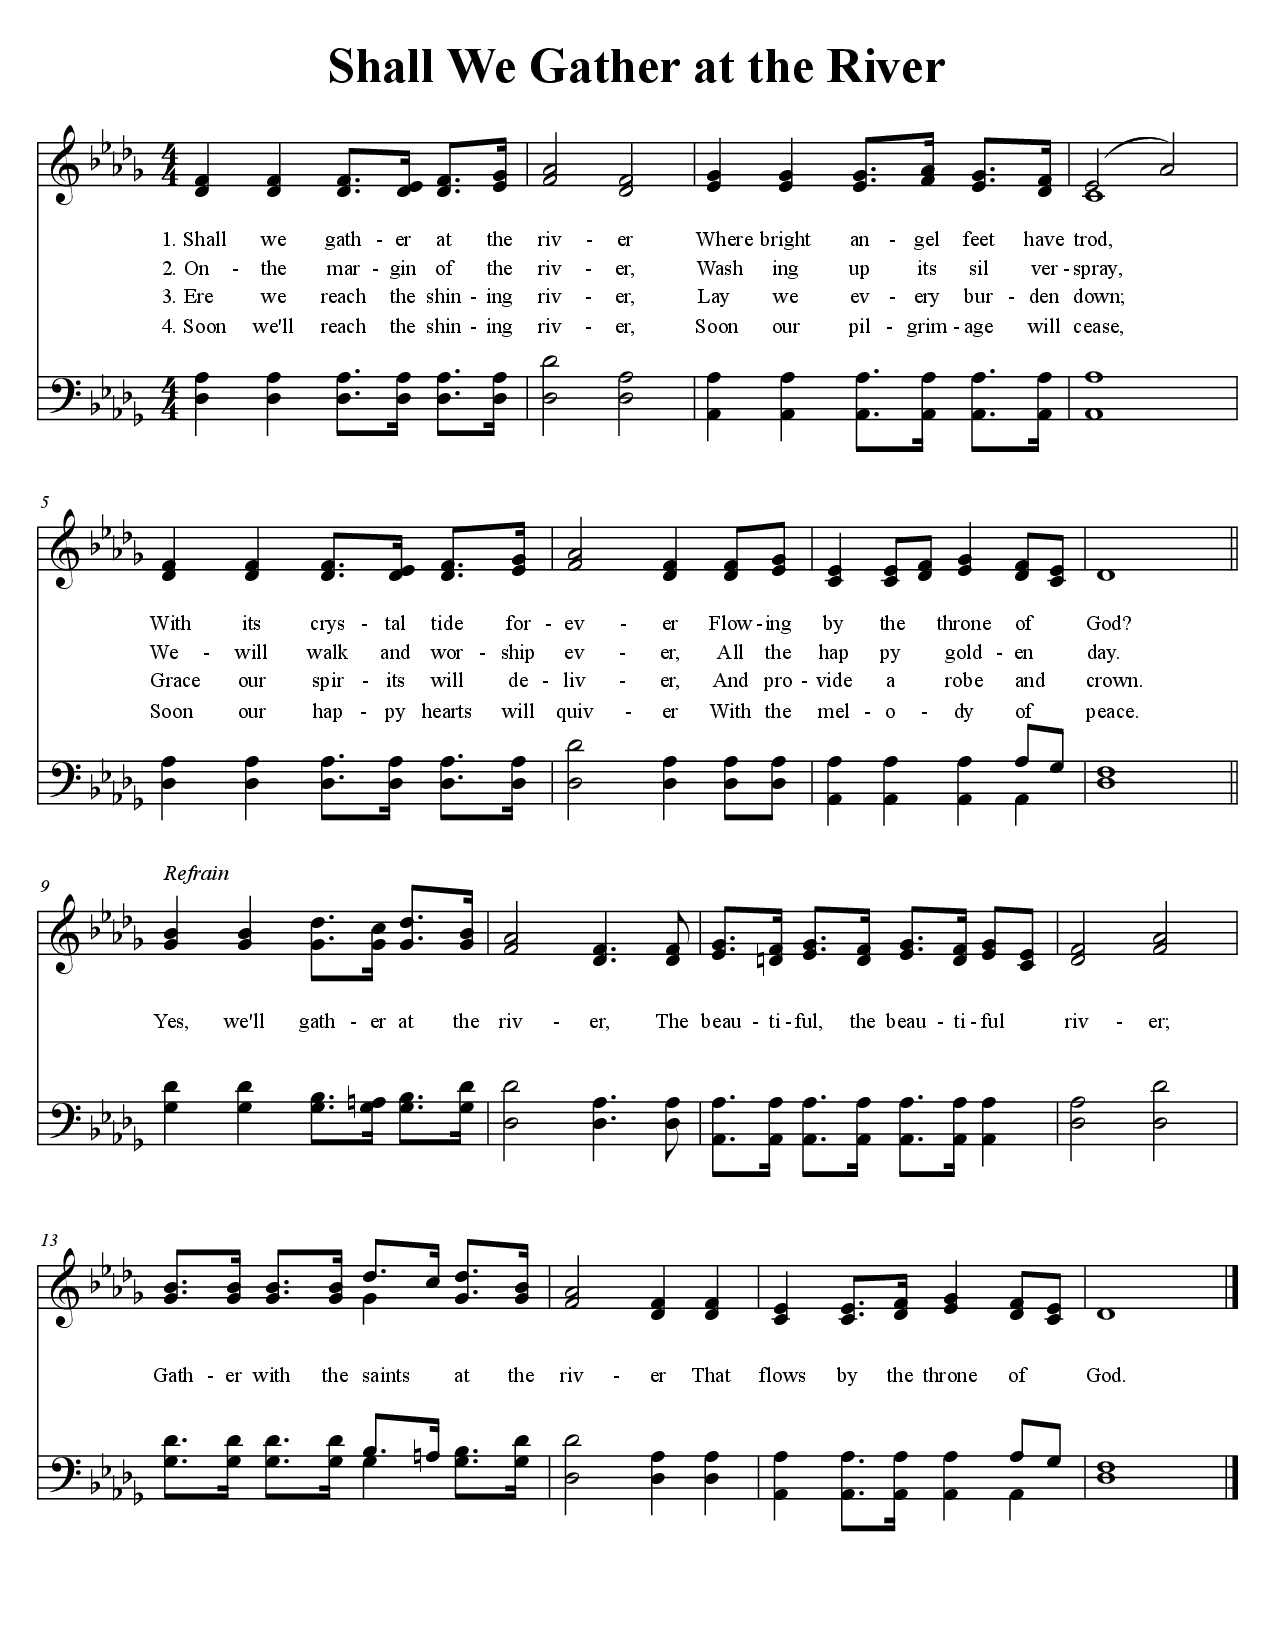 Shall We Gather at the River
1. Shall we gath - er at the riv - er Where bright an - gel feet have trod,
2. On - the mar - gin of the riv - er, Wash ing up its sil ver - spray,
3. Ere we reach the shin - ing riv - er, Lay we ev - ery bur - den down;
4. Soon we'll reach the shin - ing riv - er, Soon our pil - grim - age will cease,
5
With its crys - tal tide for - ev - er Flow - ing by the throne of God?
We - will walk and wor - ship ev - er, All the hap py gold - en day.
Grace our spir - its will de - liv - er, And pro - vide a robe and crown.
Soon our hap - py hearts will quiv - er With the mel - o - dy of peace.
Refrain
9
Yes, we'll gath - er at the riv - er, The beau - ti - ful, the beau - ti - ful riv - er;
13
Gath - er with the saints at the riv - er That flows by the throne of God.